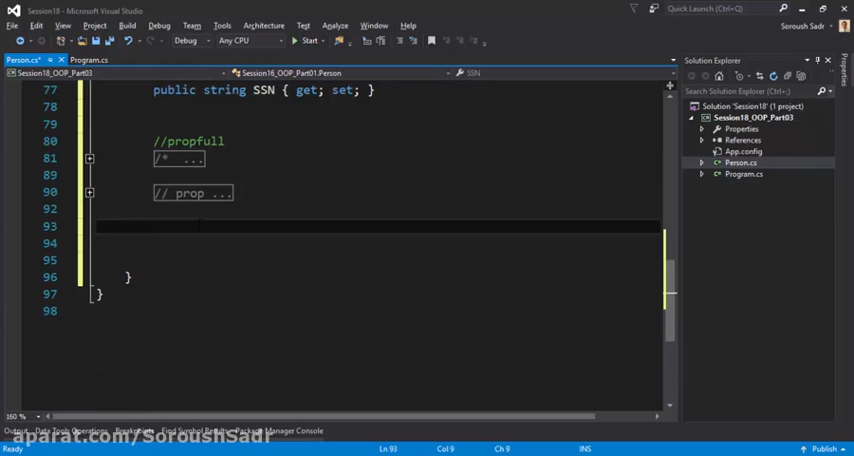 Session18 - Microsoft Visual Studio
Quick Launch (Ctrl+Q)
File Edit View Project Build Debug Team Tools Architecture Test Analyze Window Help
Soroush Sadr
Debug Any CPU Start
Person.cs* Program.cs
Session18_OOP_Part03 Session16_OOP_Part01.Person SSN
77 public string SSN { get; set; }
78
79
80 //propfull
81 /* ...
89
90 // prop ...
92
93
94
95
96 }
97 }
98
160 %
Solution Explorer
Search Solution Explorer (Ctrl+;)
Solution 'Session18' (1 project)
Session18_OOP_Part03
Properties
References
App.config
Person.cs
Program.cs
Properties
Output Data Tools Operations Breakpoints Find Symbol Results Package Manager Console
aparat.com/SoroushSadr
Ready Ln 93 Col 9 Ch 9 INS Publish